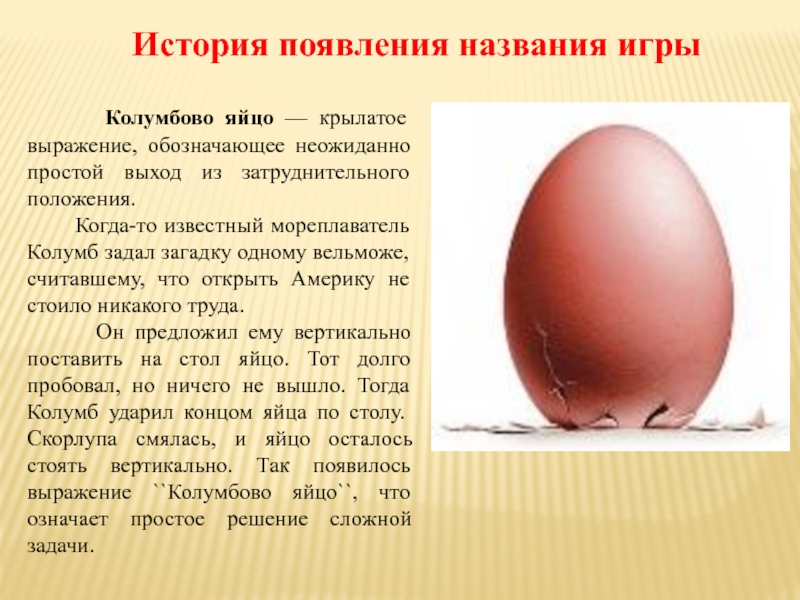 История появления названия игры
Колумбово яйцо — крылатое
выражение, обозначающее неожиданно
простой выход из затруднительного
положения.
Когда-то известный мореплаватель
Колумб задал загадку одному вельможе,
считавшему, что открыть Америку не
стоило никакого труда.
Он предложил ему вертикально
поставить на стол яйцо. Тот долго
пробовал, но ничего не вышло. Тогда
Колумб ударил концом яйца по столу.
Скорлупа смялась, и яйцо осталось
стоять вертикально. Так появилось
выражение ``Колумбово яйцо``, что
означает простое решение сложной
задачи.